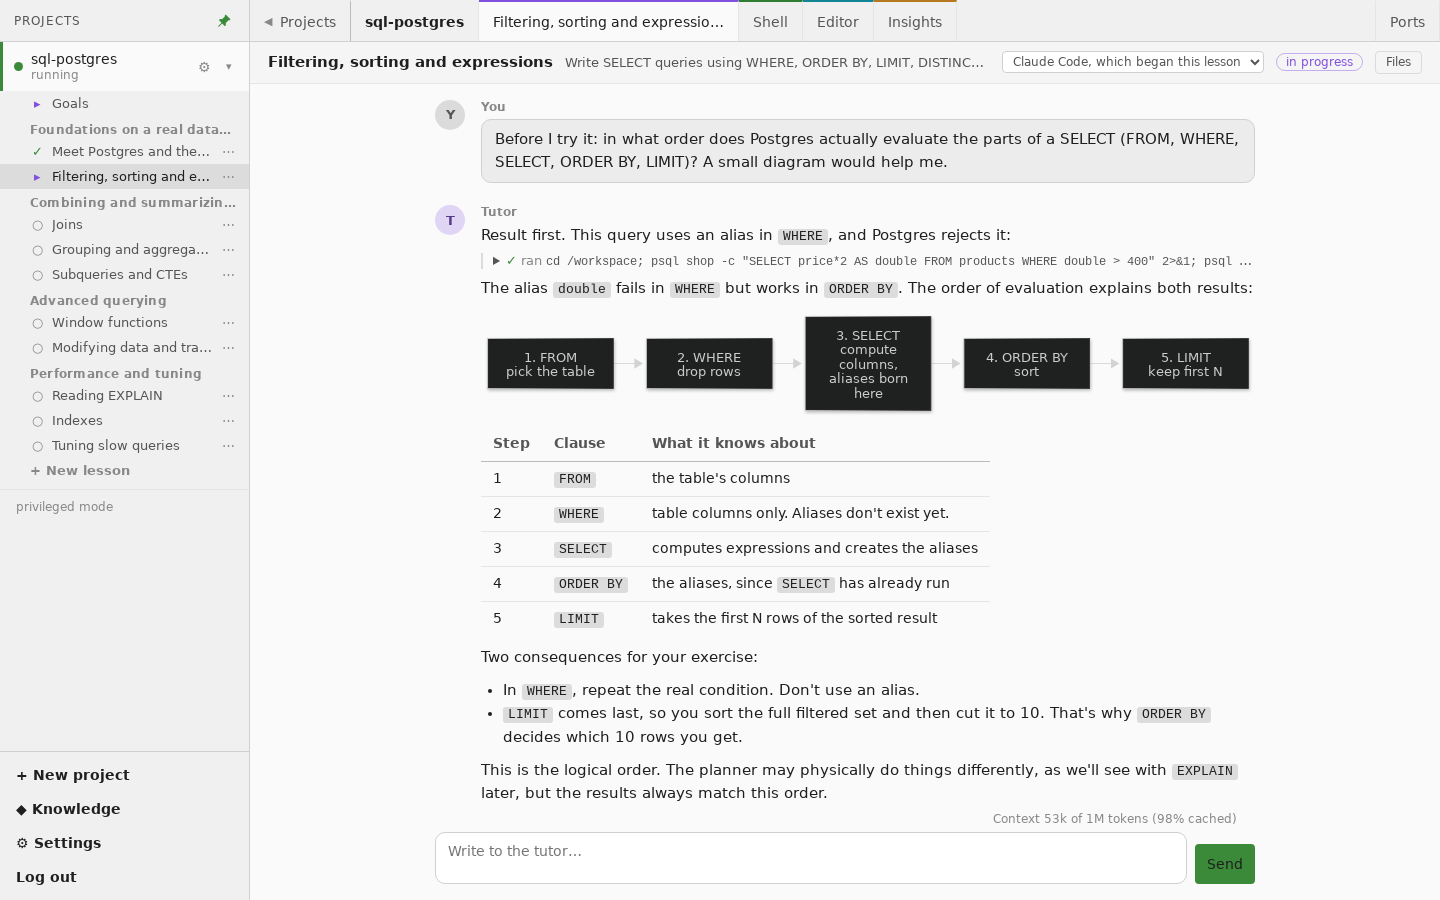 PROJECTS
sql-postgres
running
Goals
Foundations on a real data…
Meet Postgres and the…
Filtering, sorting and e…
Combining and summarizin…
Joins
Grouping and aggrega…
Subqueries and CTEs
Advanced querying
Window functions
Modifying data and tra…
Performance and tuning
Reading EXPLAIN
Indexes
Tuning slow queries
+ New lesson
privileged mode
+ New project
◆ Knowledge
⚙ Settings
Log out
◀ Projects
sql-postgres
Filtering, sorting and expressio…
Shell
Editor
Insights
Ports
Filtering, sorting and expressions
Write SELECT queries using WHERE, ORDER BY, LIMIT, DISTINC…
Claude Code, which began this lesson
in progress
Files
Y
You
Before I try it: in what order does Postgres actually evaluate the parts of a SELECT (FROM, WHERE,
SELECT, ORDER BY, LIMIT)? A small diagram would help me.
T
Tutor
Result first. This query uses an alias in WHERE, and Postgres rejects it:
▶ ✓ ran cd /workspace; psql shop -c "SELECT price*2 AS double FROM products WHERE double > 400" 2>&1; psql …
The alias double fails in WHERE but works in ORDER BY. The order of evaluation explains both results:
1. FROM
pick the table
2. WHERE
drop rows
3. SELECT
compute
columns,
aliases born
here
4. ORDER BY
sort
5. LIMIT
keep first N
Step Clause What it knows about
1 FROM the table's columns
2 WHERE table columns only. Aliases don't exist yet.
3 SELECT computes expressions and creates the aliases
4 ORDER BY the aliases, since SELECT has already run
5 LIMIT takes the first N rows of the sorted result
Two consequences for your exercise:
• In WHERE, repeat the real condition. Don't use an alias.
• LIMIT comes last, so you sort the full filtered set and then cut it to 10. That's why ORDER BY
decides which 10 rows you get.
This is the logical order. The planner may physically do things differently, as we'll see with EXPLAIN
later, but the results always match this order.
Context 53k of 1M tokens (98% cached)
Write to the tutor…
Send